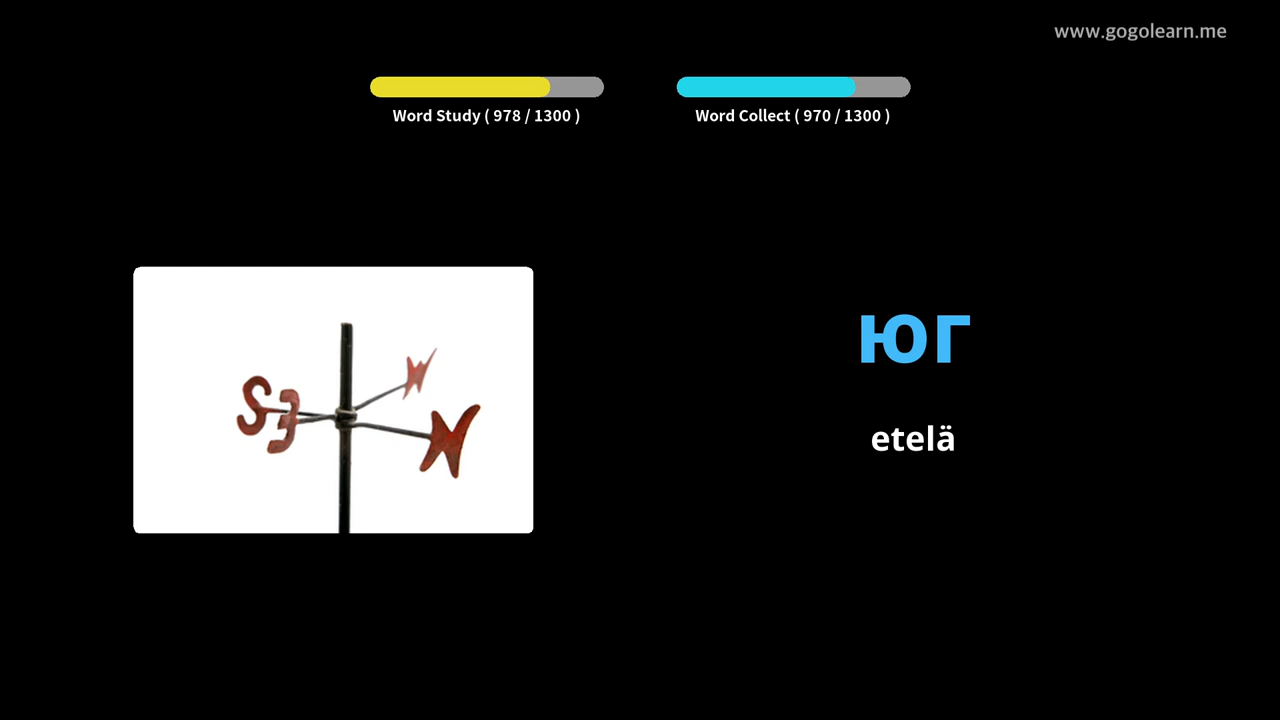 www.gogolearn.me
Word Study ( 978 / 1300 )
Word Collect ( 970 / 1300 )
юг
etelä
S E N